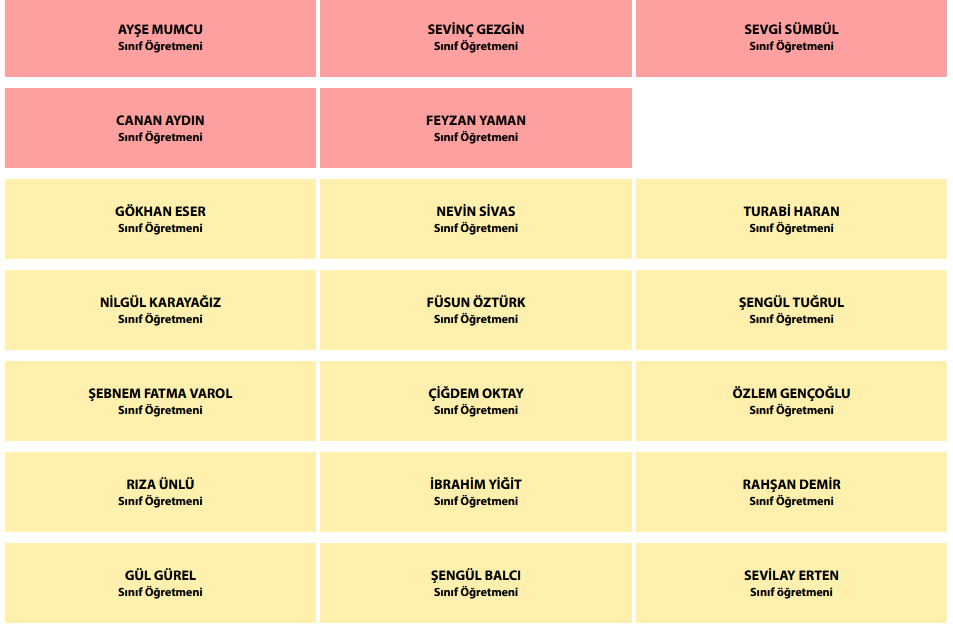 AYŞE MUMCU
Sınıf Öğretmeni
SEVİNÇ GEZGİN
Sınıf Öğretmeni
SEVGİ SÜMBÜL
Sınıf Öğretmeni
CANAN AYDIN
Sınıf Öğretmeni
FEYZAN YAMAN
Sınıf Öğretmeni
GÖKHAN ESER
Sınıf Öğretmeni
NEVİN SİVAS
Sınıf Öğretmeni
TURABİ HARAN
Sınıf Öğretmeni
NİLGÜL KARAYAĞIZ
Sınıf Öğretmeni
FÜSUN ÖZTÜRK
Sınıf Öğretmeni
ŞENGÜL TUĞRUL
Sınıf Öğretmeni
ŞEBNEM FATMA VAROL
Sınıf Öğretmeni
ÇİĞDEM OKTAY
Sınıf Öğretmeni
ÖZLEM GENÇOĞLU
Sınıf Öğretmeni
RIZA ÜNLÜ
Sınıf Öğretmeni
İBRAHİM YİĞİT
Sınıf Öğretmeni
RAHŞAN DEMİR
Sınıf Öğretmeni
GÜL GÜREL
Sınıf Öğretmeni
ŞENGÜL BALCI
Sınıf Öğretmeni
SEVİLAY ERTEN
Sınıf öğretmeni